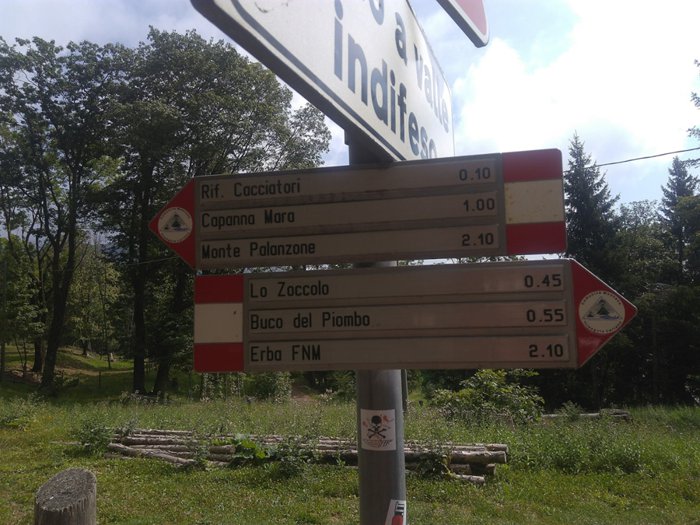 a valle
indifeso
Rif. Cacciatori 0.10
Capanna Mara 1.00
Monte Palanzone 2.10
Lo Zoccolo 0.45
Buco del Piombo 0.55
Erba FNM 2.10